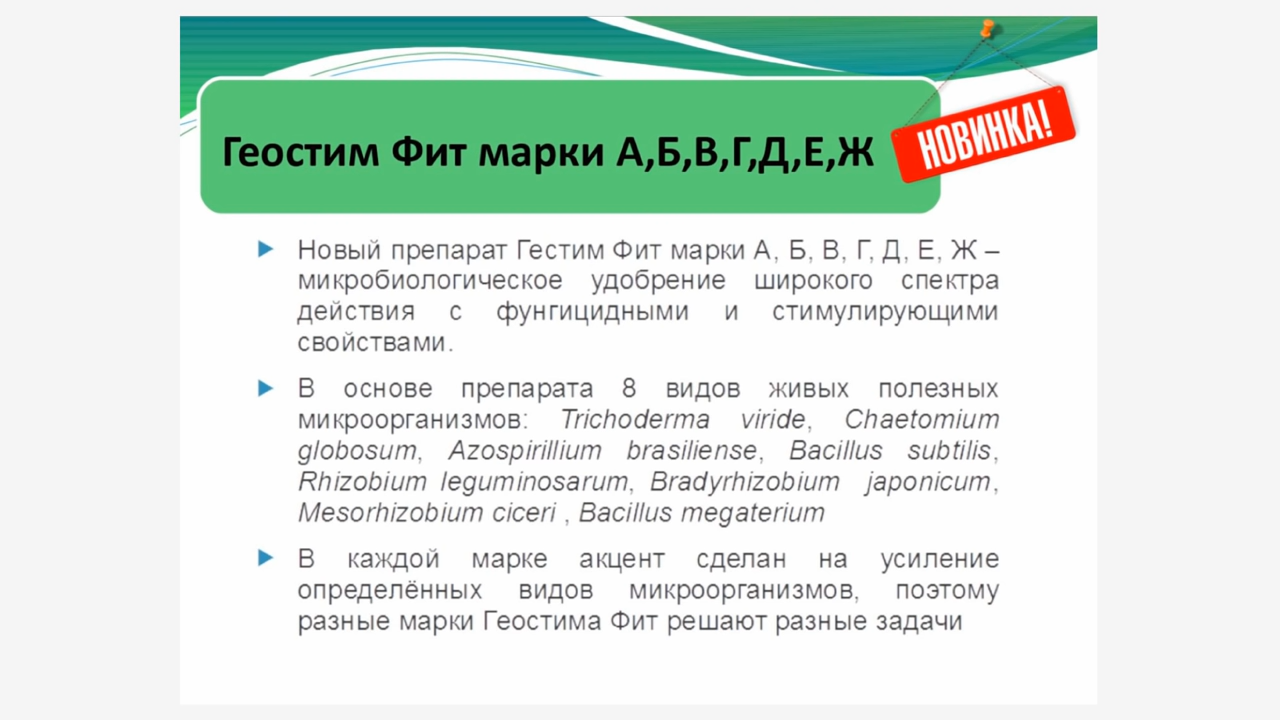 Геостим Фит марки А,Б,В,Г,Д,Е,Ж
НОВИНКА!
Новый препарат Гестим Фит марки А, Б, В, Г, Д, Е, Ж –
микробиологическое удобрение широкого спектра
действия с фунгицидными и стимулирующими
свойствами.
В основе препарата 8 видов живых полезных
микроорганизмов: Trichoderma viride, Chaetomium
globosum, Azospirillium brasiliense, Bacillus subtilis,
Rhizobium leguminosarum, Bradyrhizobium japonicum,
Mesorhizobium ciceri , Bacillus megaterium
В каждой марке акцент сделан на усиление
определённых видов микроорганизмов, поэтому
разные марки Геостима Фит решают разные задачи